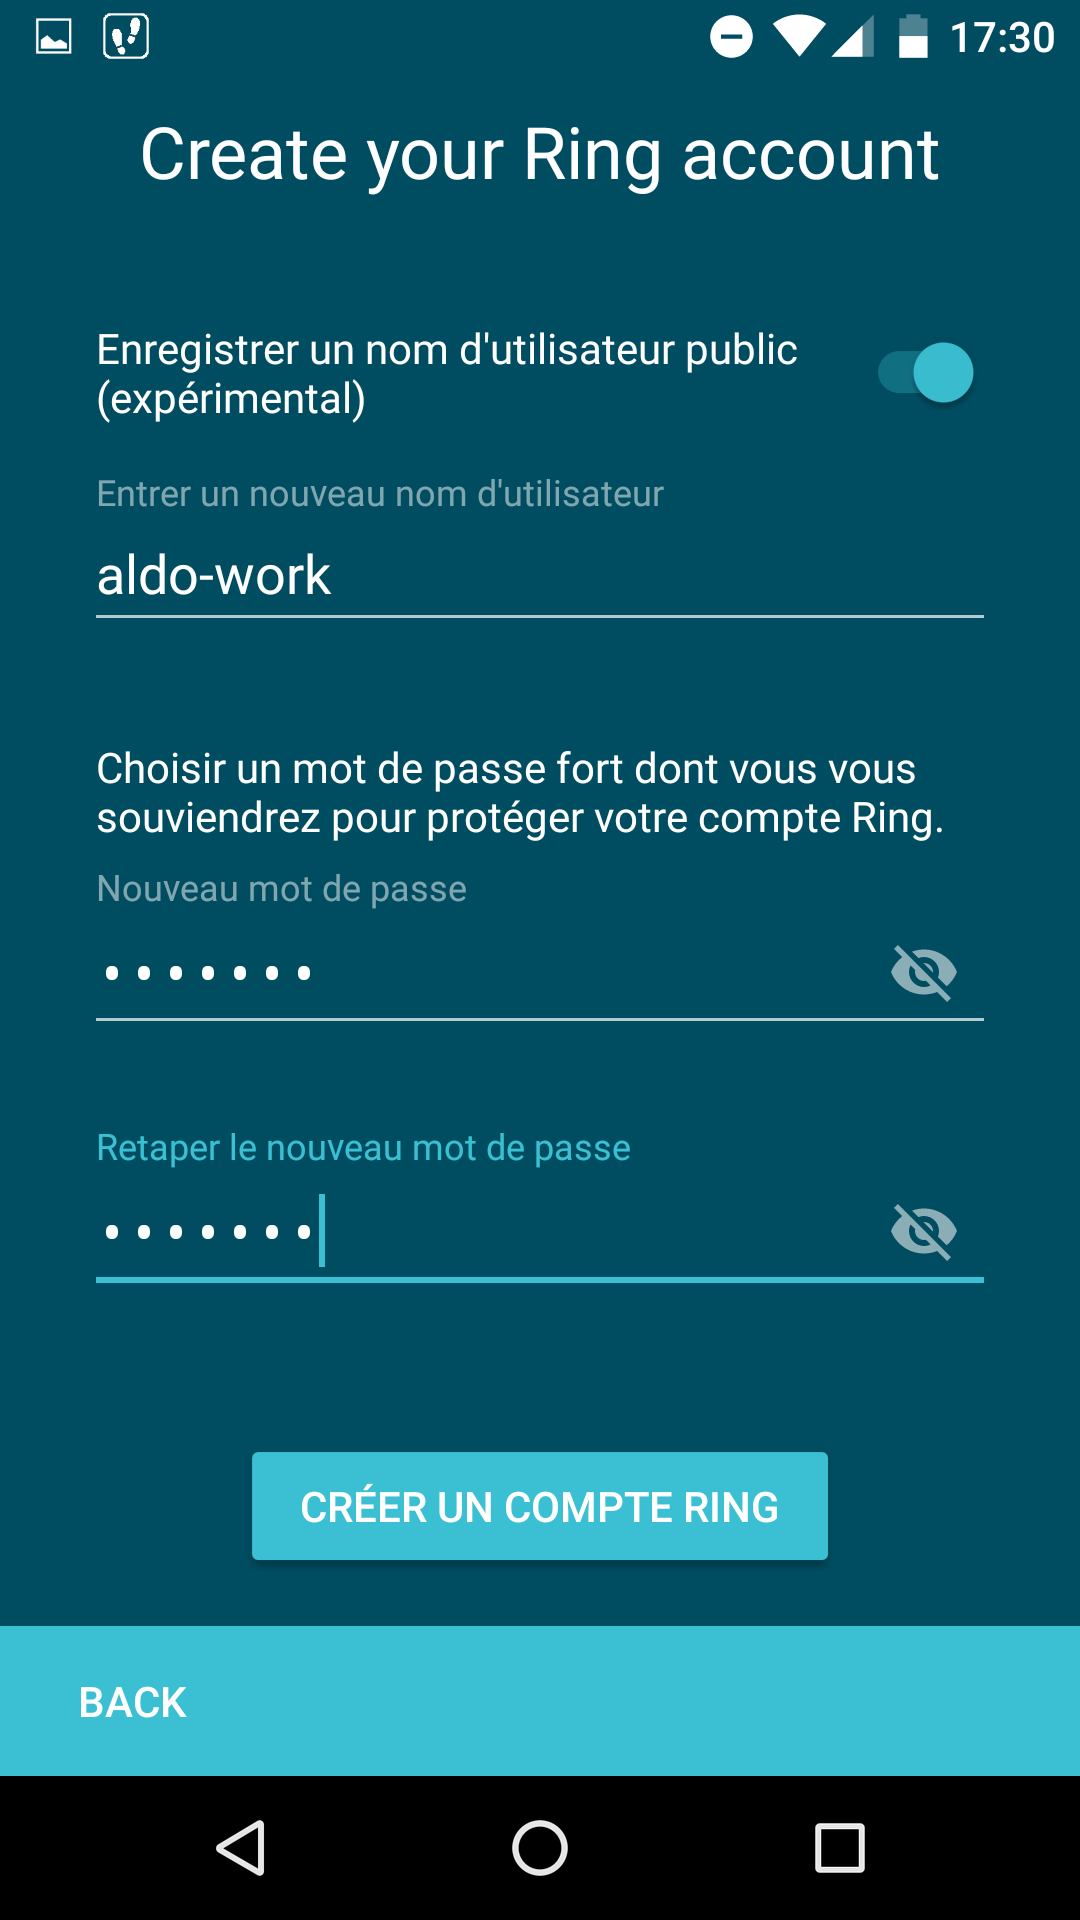 17:30
Create your Ring account
Enregistrer un nom d'utilisateur public
(expérimental)
Entrer un nouveau nom d'utilisateur
aldo-work
Choisir un mot de passe fort dont vous vous
souviendrez pour protéger votre compte Ring.
Nouveau mot de passe
•••••••
Retaper le nouveau mot de passe
•••••••
CRÉER UN COMPTE RING
BACK